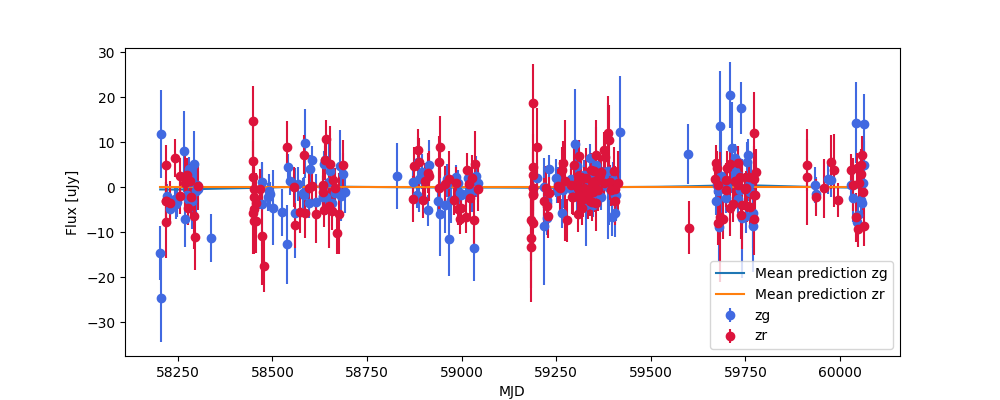 30
20
10
0
−10
−20
−30
Flux [uJy]
58250
58500
58750
59000
59250
59500
59750
60000
MJD
Mean prediction zg
Mean prediction zr
zg
zr